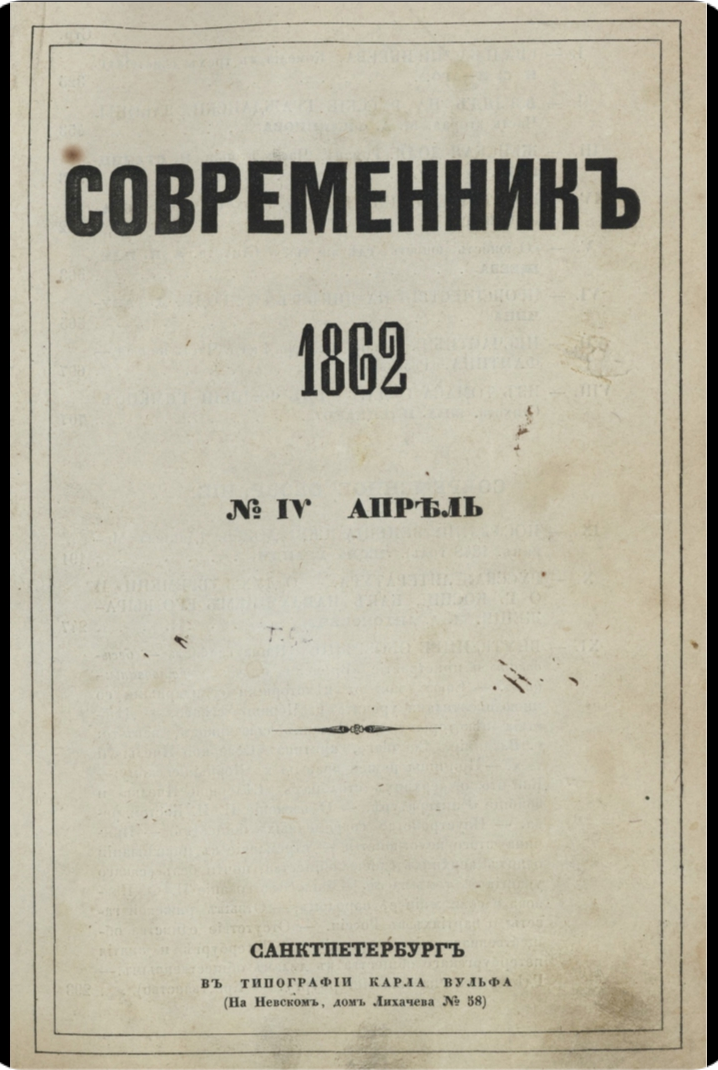 СОВРЕМЕННИКЪ
1862
№ IV АПРѢЛЬ
САНКТПЕТЕРБУРГЪ
ВЪ ТИПОГРАФІИ КАРЛА ВУЛЬФА
(На Невскомъ, домъ Лихачева № 58)